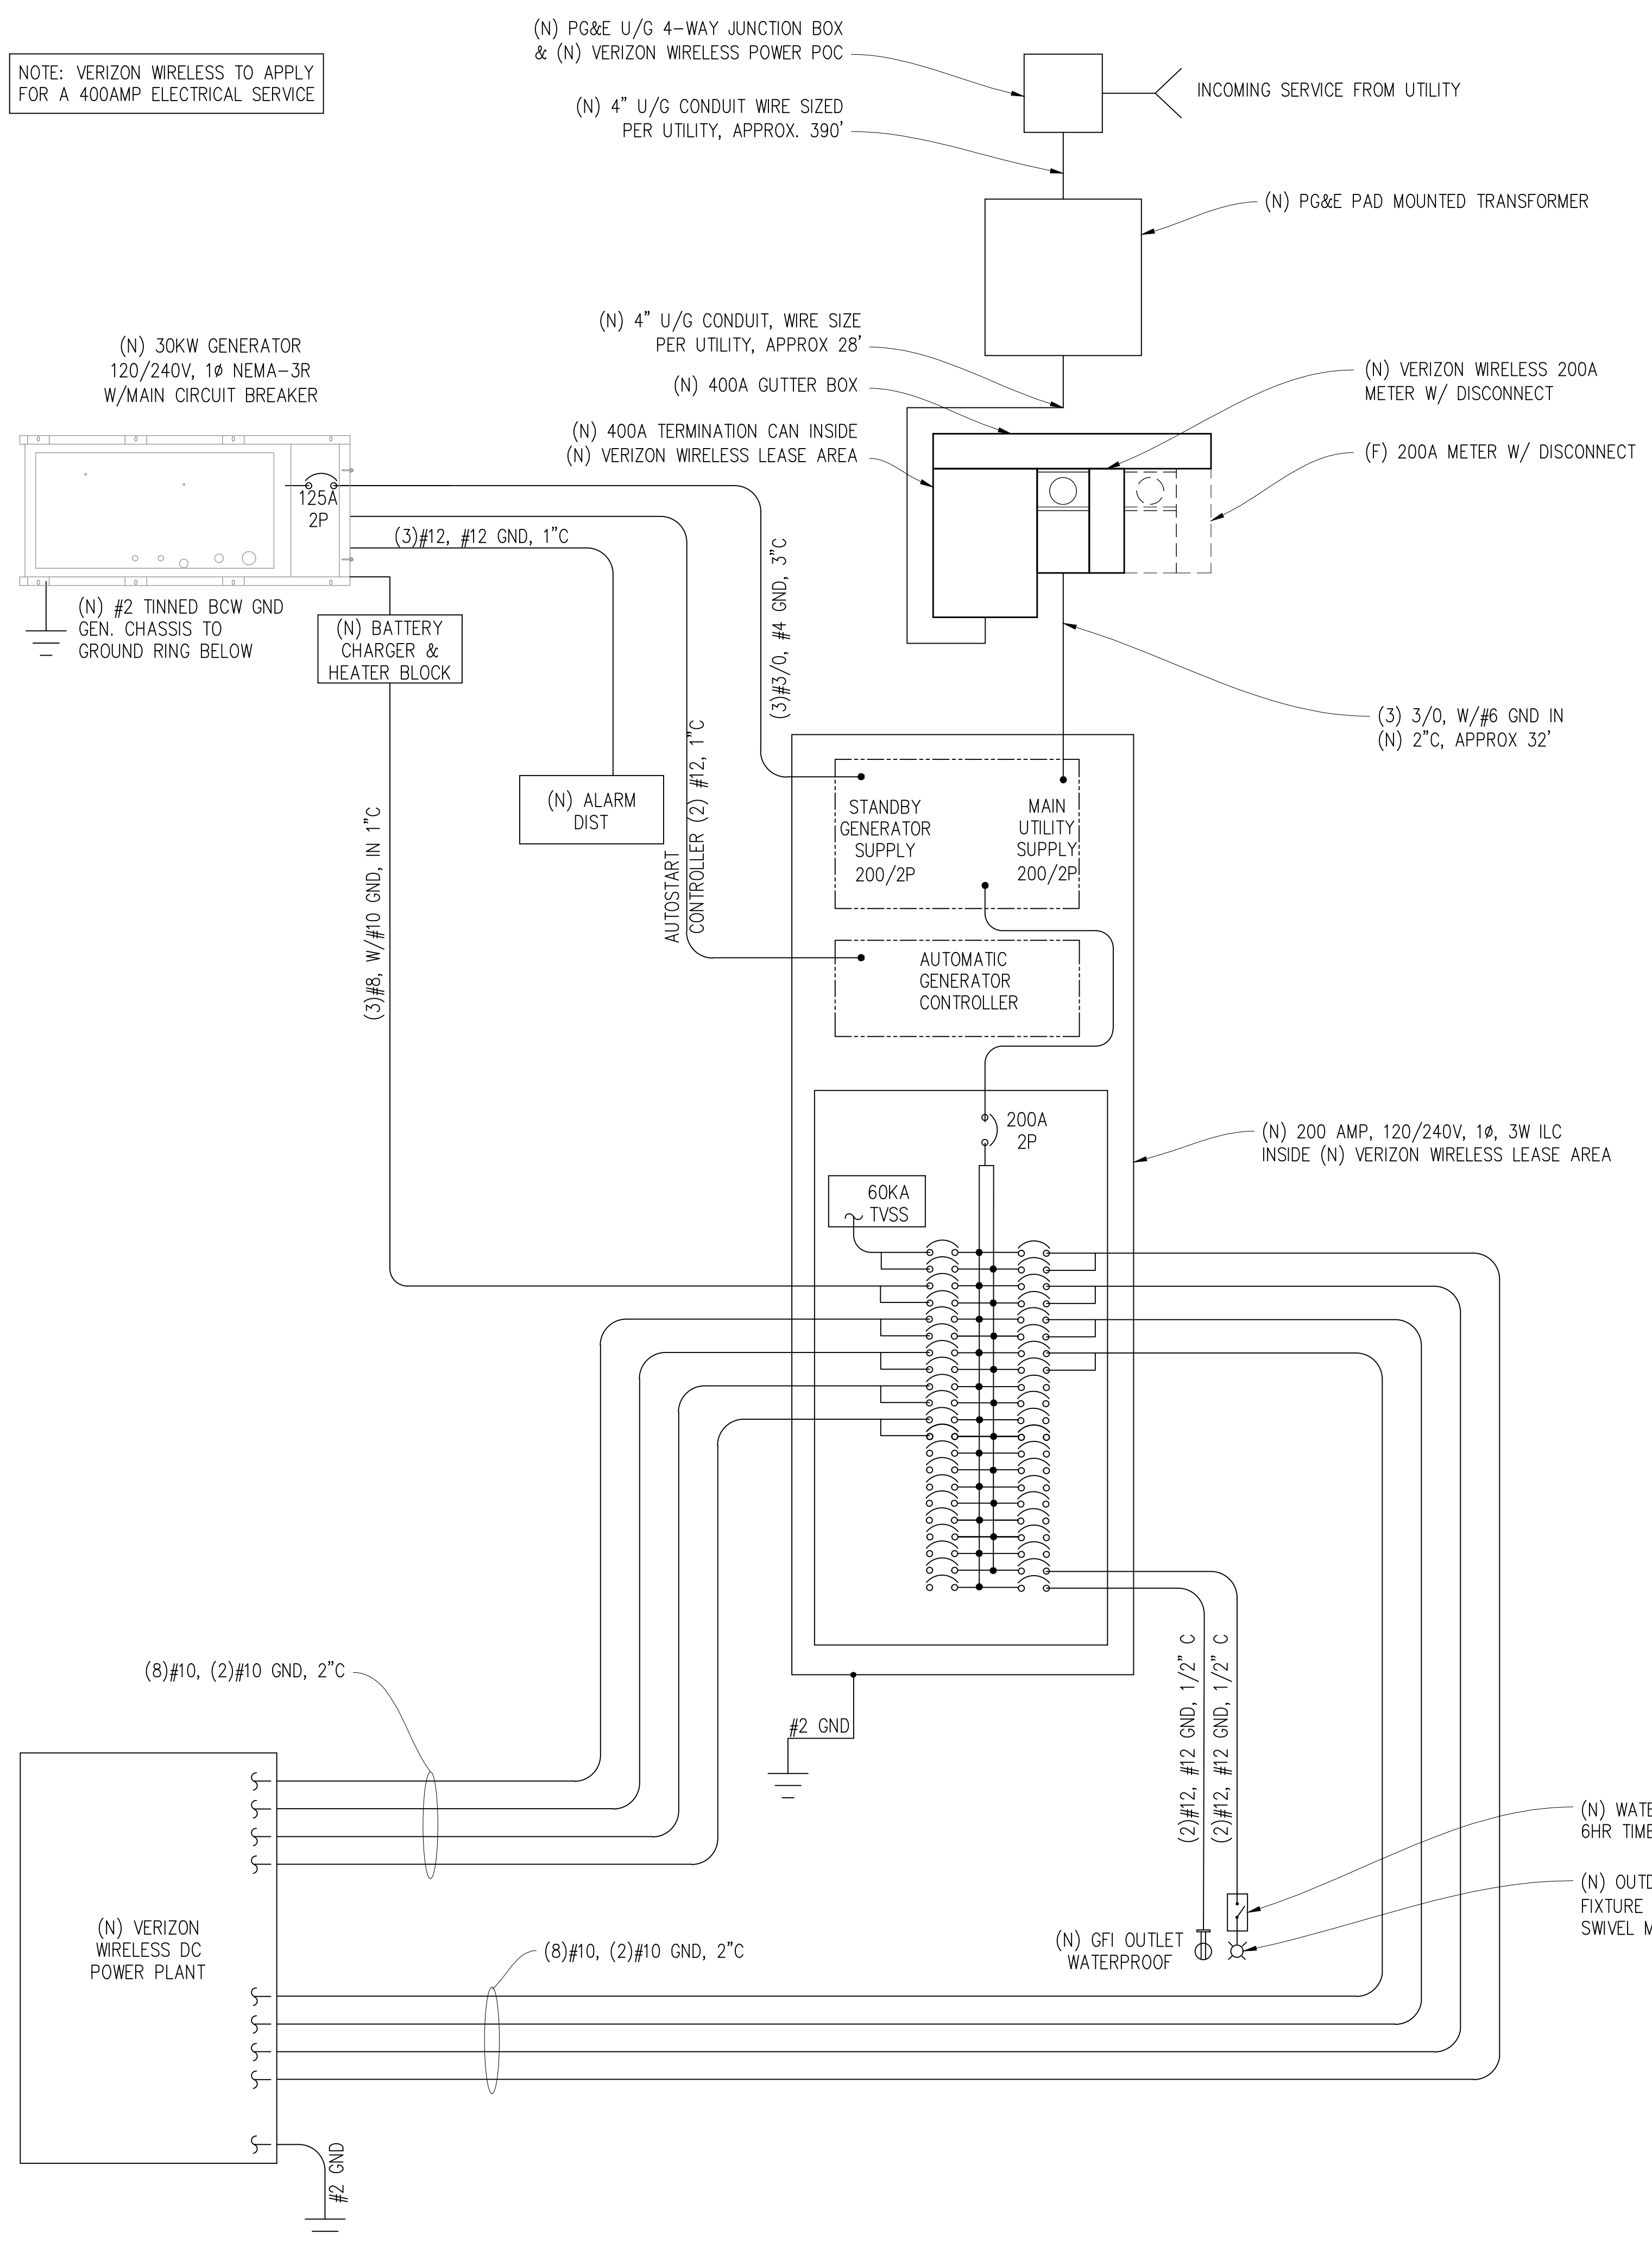 NOTE: VERIZON WIRELESS TO APPLY
FOR A 400AMP ELECTRICAL SERVICE
(N) PG&E U/G 4-WAY JUNCTION BOX
& (N) VERIZON WIRELESS POWER POC
INCOMING SERVICE FROM UTILITY
(N) 4" U/G CONDUIT WIRE SIZED
PER UTILITY, APPROX. 390'
(N) PG&E PAD MOUNTED TRANSFORMER
(N) 4" U/G CONDUIT, WIRE SIZE
PER UTILITY, APPROX 28'
(N) 400A GUTTER BOX
(N) 400A TERMINATION CAN INSIDE
(N) VERIZON WIRELESS LEASE AREA
(N) VERIZON WIRELESS 200A
METER W/ DISCONNECT
(F) 200A METER W/ DISCONNECT
(N) 30KW GENERATOR
120/240V, 1ø NEMA-3R
W/MAIN CIRCUIT BREAKER
125A
2P
(3)#12, #12 GND, 1"C
(N) #2 TINNED BCW GND
GEN. CHASSIS TO
GROUND RING BELOW
(N) BATTERY
CHARGER &
HEATER BLOCK
(3)#3/0, #4 GND, 3"C
(3) 3/0, W/#6 GND IN
(N) 2"C, APPROX 32'
(N) ALARM
DIST
AUTOSTART
CONTROLLER (2) #12, 1"C
(3)#8, W/#10 GND, IN 1"C
STANDBY
GENERATOR
SUPPLY
200/2P
MAIN
UTILITY
SUPPLY
200/2P
AUTOMATIC
GENERATOR
CONTROLLER
200A
2P
(N) 200 AMP, 120/240V, 1ø, 3W ILC
INSIDE (N) VERIZON WIRELESS LEASE AREA
60KA
TVSS
(8)#10, (2)#10 GND, 2"C
#2 GND
(2)#12, #12 GND, 1/2" C
(2)#12, #12 GND, 1/2" C
(N) WATE
6HR TIME
(N) OUTD
FIXTURE
SWIVEL M
(N) GFI OUTLET
WATERPROOF
(N) VERIZON
WIRELESS DC
POWER PLANT
(8)#10, (2)#10 GND, 2"C
#2 GND